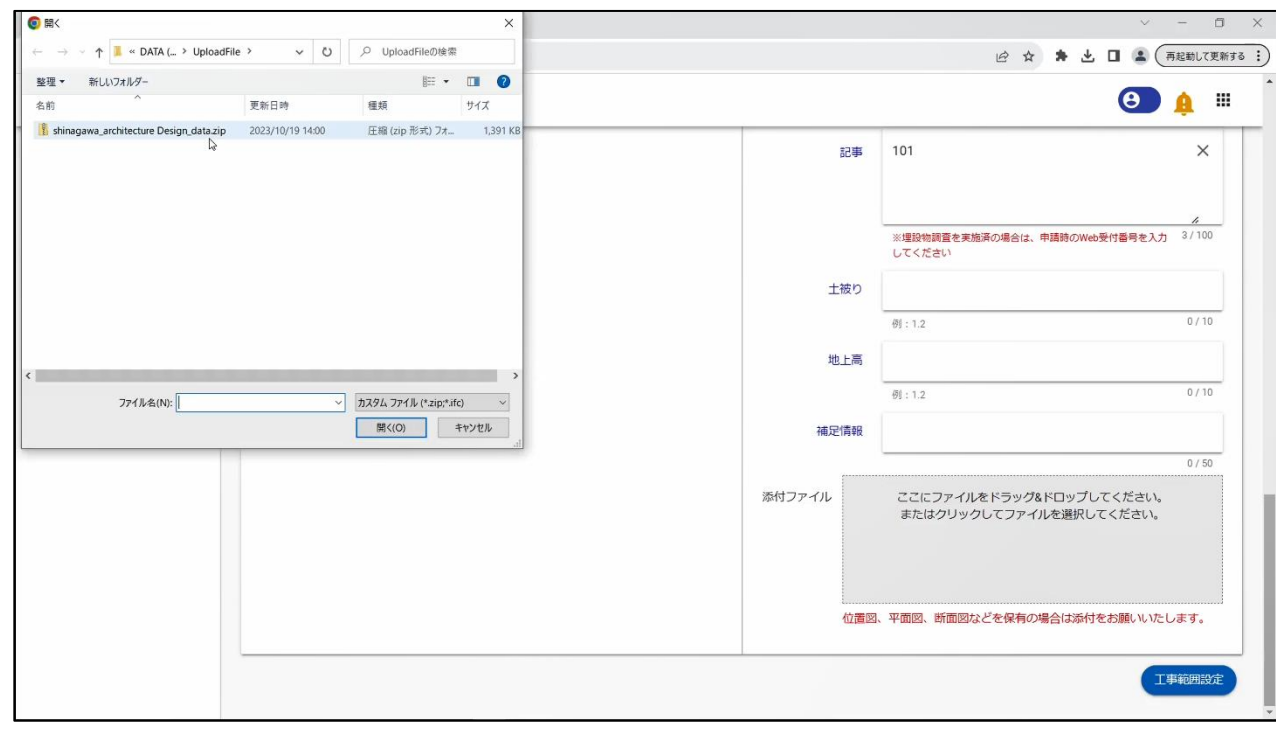 開く
« DATA (... › UploadFile ›
UploadFileの検索
再起動して更新する
整理 新しいフォルダー
名前 更新日時 種類 サイズ
shinagawa_architecture Design_data.zip 2023/10/19 14:00 圧縮 (zip 形式) フォ... 1,391 KB
ファイル名(N): カスタム ファイル (*.zip;*.ifc)
開く(O) キャンセル
記事 101
※埋設物調査を実施済の場合は、申請時のWeb受付番号を入力 3 / 100
してください
土被り
例：1.2 0 / 10
地上高
例：1.2 0 / 10
補足情報
0 / 50
添付ファイル ここにファイルをドラッグ&ドロップしてください。
またはクリックしてファイルを選択してください。
位置図、平面図、断面図などを保有の場合は添付をお願いいたします。
工事範囲設定